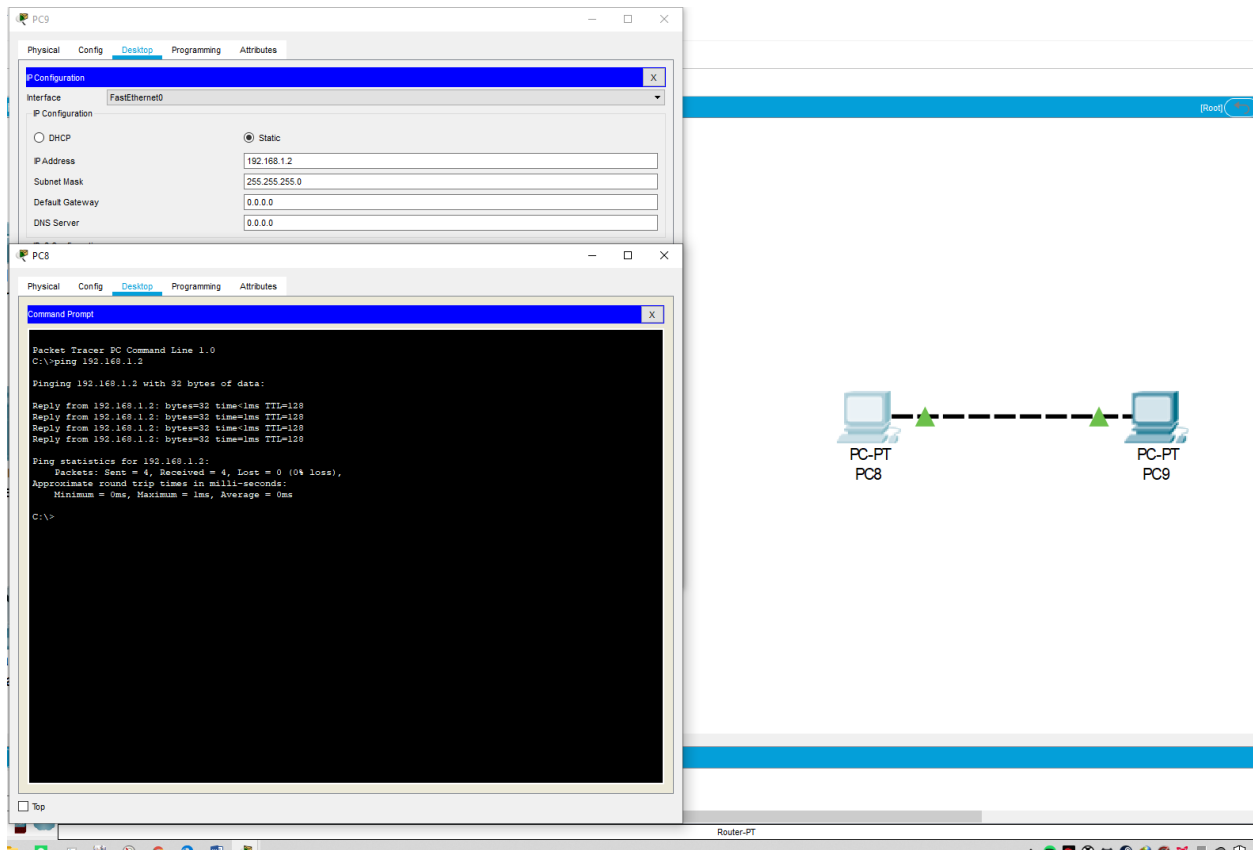 PC9
Physical Config Desktop Programming Attributes
IP Configuration X
Interface FastEthernet0
IP Configuration
DHCP Static
IP Address 192.168.1.2
Subnet Mask 255.255.255.0
Default Gateway 0.0.0.0
DNS Server 0.0.0.0
PC8
Physical Config Desktop Programming Attributes
Command Prompt X
Packet Tracer PC Command Line 1.0
C:\>ping 192.168.1.2
Pinging 192.168.1.2 with 32 bytes of data:
Reply from 192.168.1.2: bytes=32 time<1ms TTL=128
Reply from 192.168.1.2: bytes=32 time=1ms TTL=128
Reply from 192.168.1.2: bytes=32 time<1ms TTL=128
Reply from 192.168.1.2: bytes=32 time=1ms TTL=128
Ping statistics for 192.168.1.2:
Packets: Sent = 4, Received = 4, Lost = 0 (0% loss),
Approximate round trip times in milli-seconds:
Minimum = 0ms, Maximum = 1ms, Average = 0ms
C:\>
Top
[Root]
PC-PT
PC8
PC-PT
PC9
Router-PT